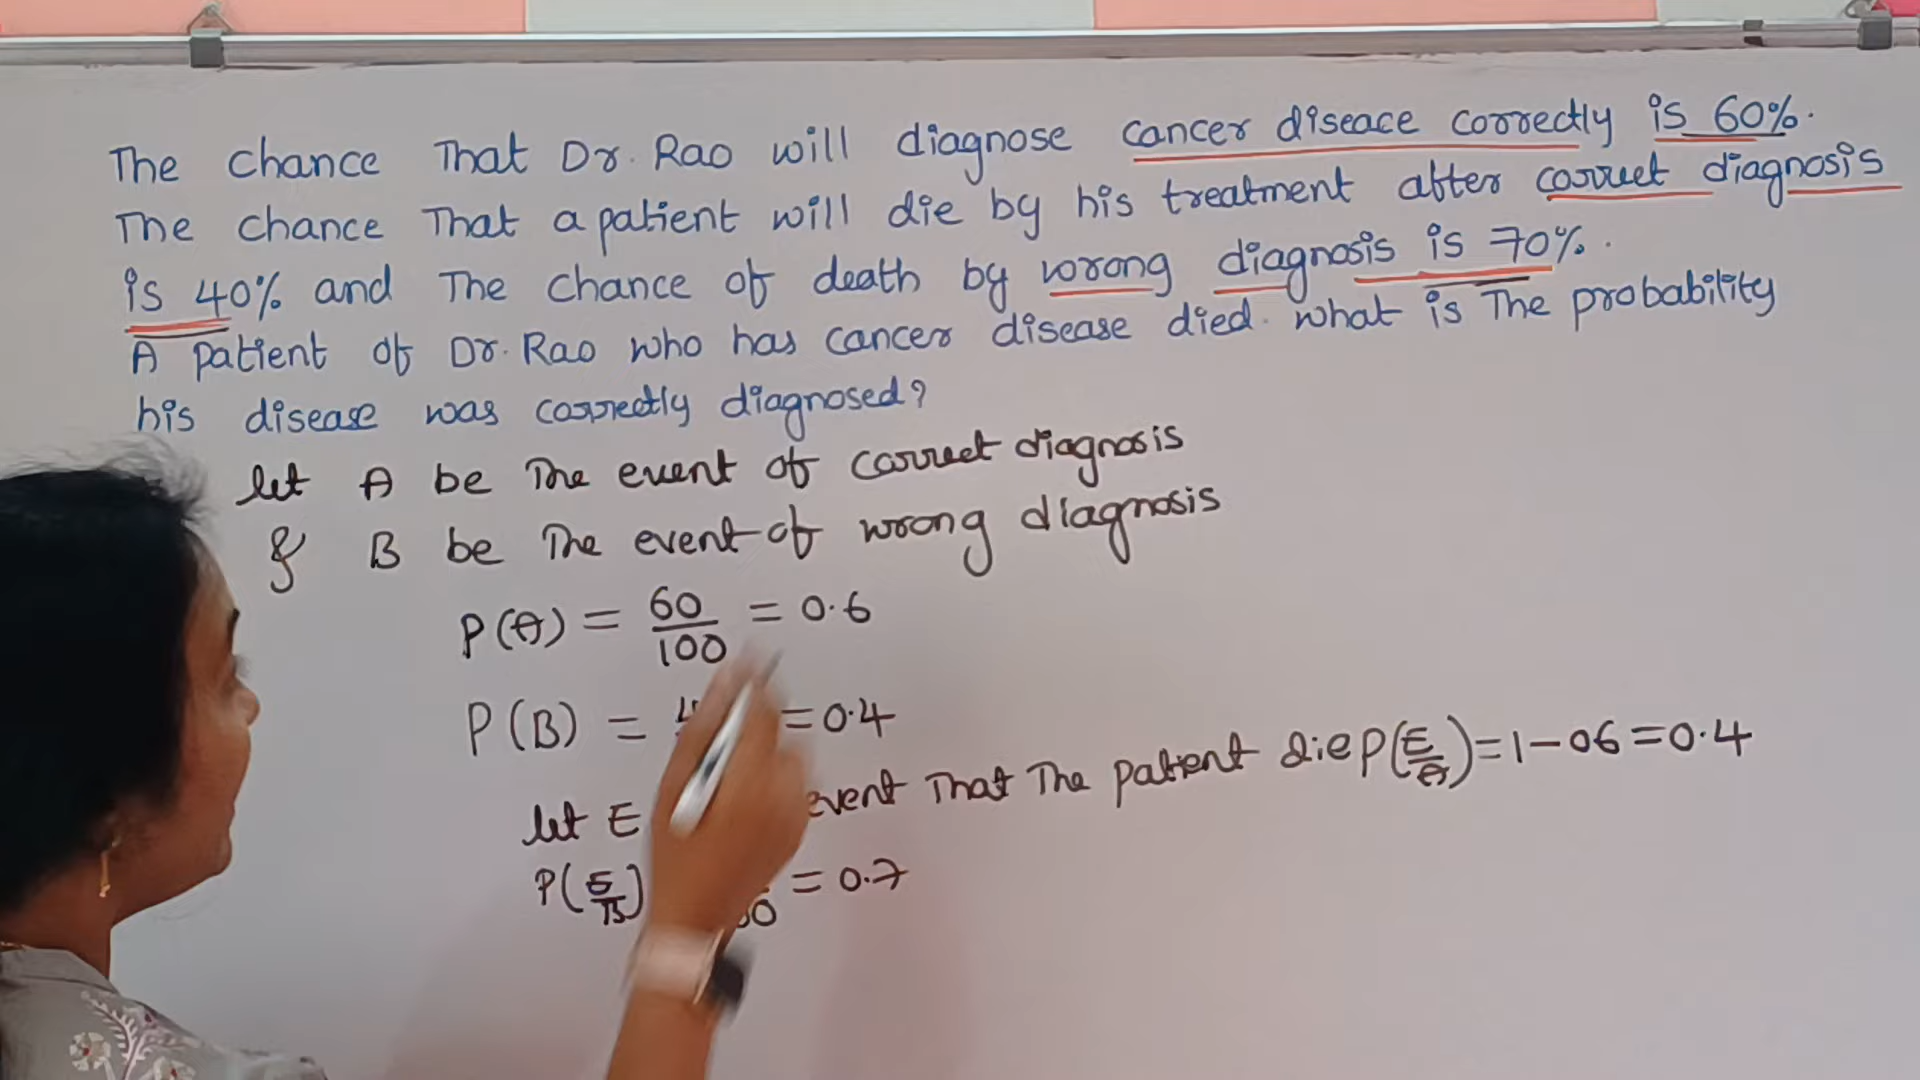 The chance That Dr. Rao will diagnose cancer diseace correctly is 60%.
The chance That a patient will die by his treatment after correct diagnosis
is 40% and The chance of death by wrong diagnosis is 70%.
A patient of Dr. Rao who has cancer disease died. what is The probability
his disease was correctly diagnosed?
let A be The event of correct diagnosis
& B be The event of wrong diagnosis
P(A) = 60/100 = 0.6
P(B) = = 0.4
let E event That The patient die P(E/A) = 1-06 = 0.4
P(E/B) = 0.7